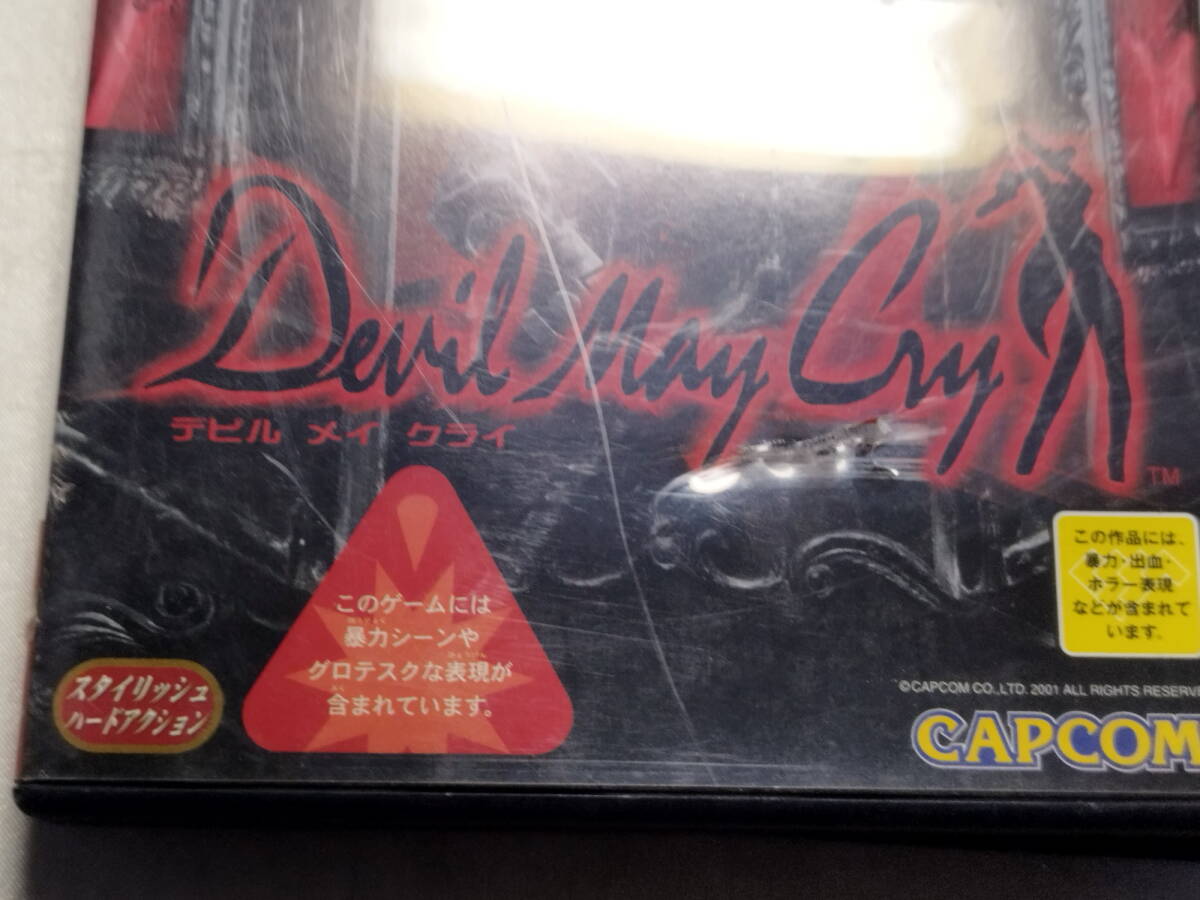 Devil May Cry
TM
デビル メイ クライ
このゲームには
暴力シーンや
グロテスクな表現が
含まれています。
この作品には、
暴力・出血・
ホラー表現
などが含まれて
います。
スタイリッシュ
ハードアクション
©CAPCOM CO.,LTD. 2001 ALL RIGHTS RESERVE
CAPCOM